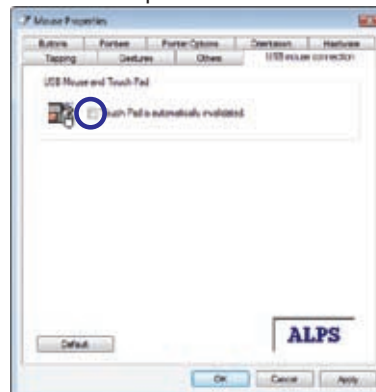 Mouse Properties
Buttons Pointers Pointer Options Orientation Hardware
Tapping Gestures Others USB mouse connection
USB Mouse and Touch Pad
Touch Pad is automatically invalidated.
Default
ALPS
OK Cancel Apply